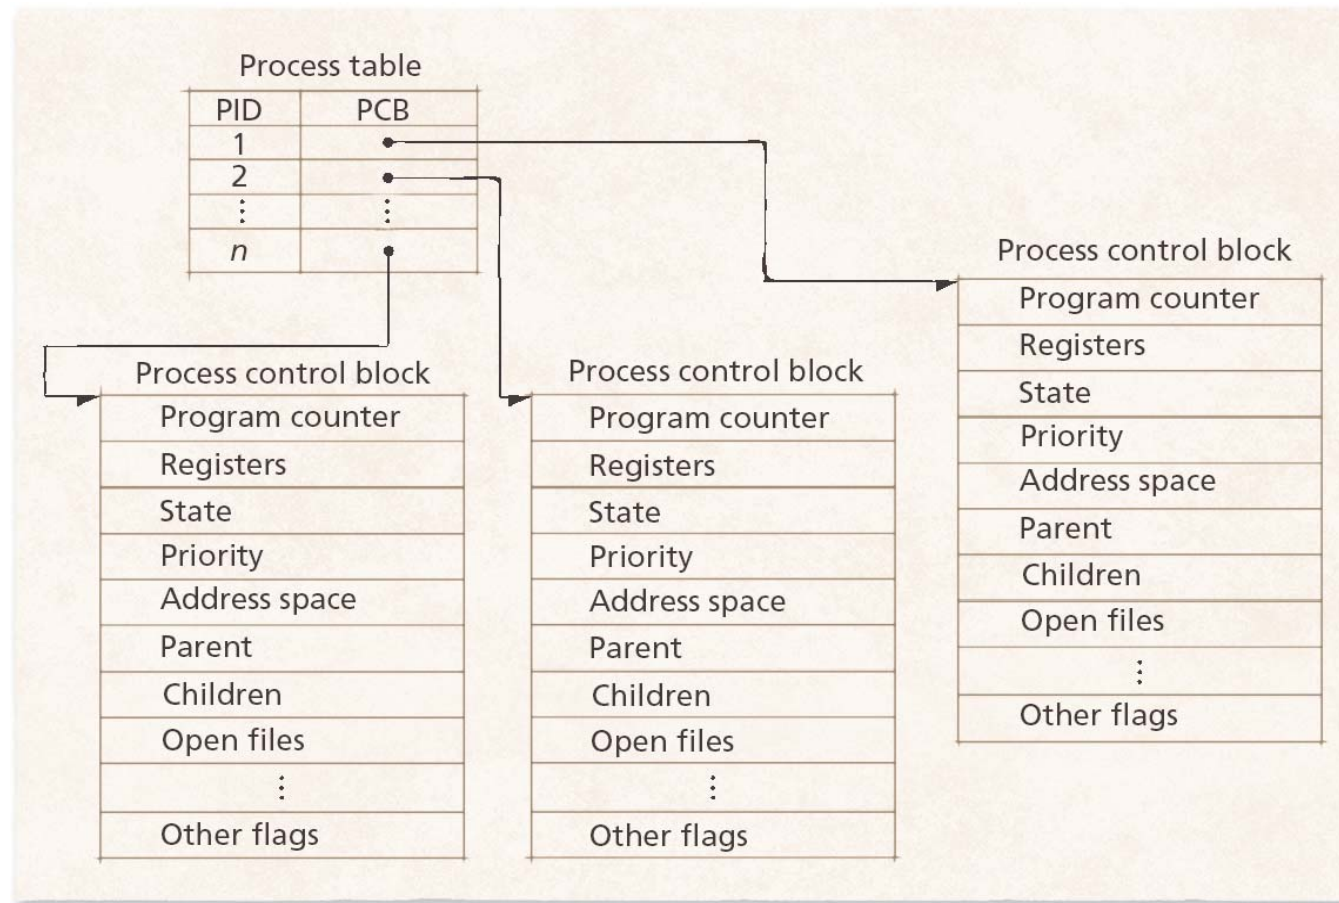 Process table
PID PCB
1
2
⋮ ⋮
n
Process control block
Program counter
Registers
State
Priority
Address space
Parent
Children
Open files
⋮
Other flags
Process control block
Program counter
Registers
State
Priority
Address space
Parent
Children
Open files
⋮
Other flags
Process control block
Program counter
Registers
State
Priority
Address space
Parent
Children
Open files
⋮
Other flags